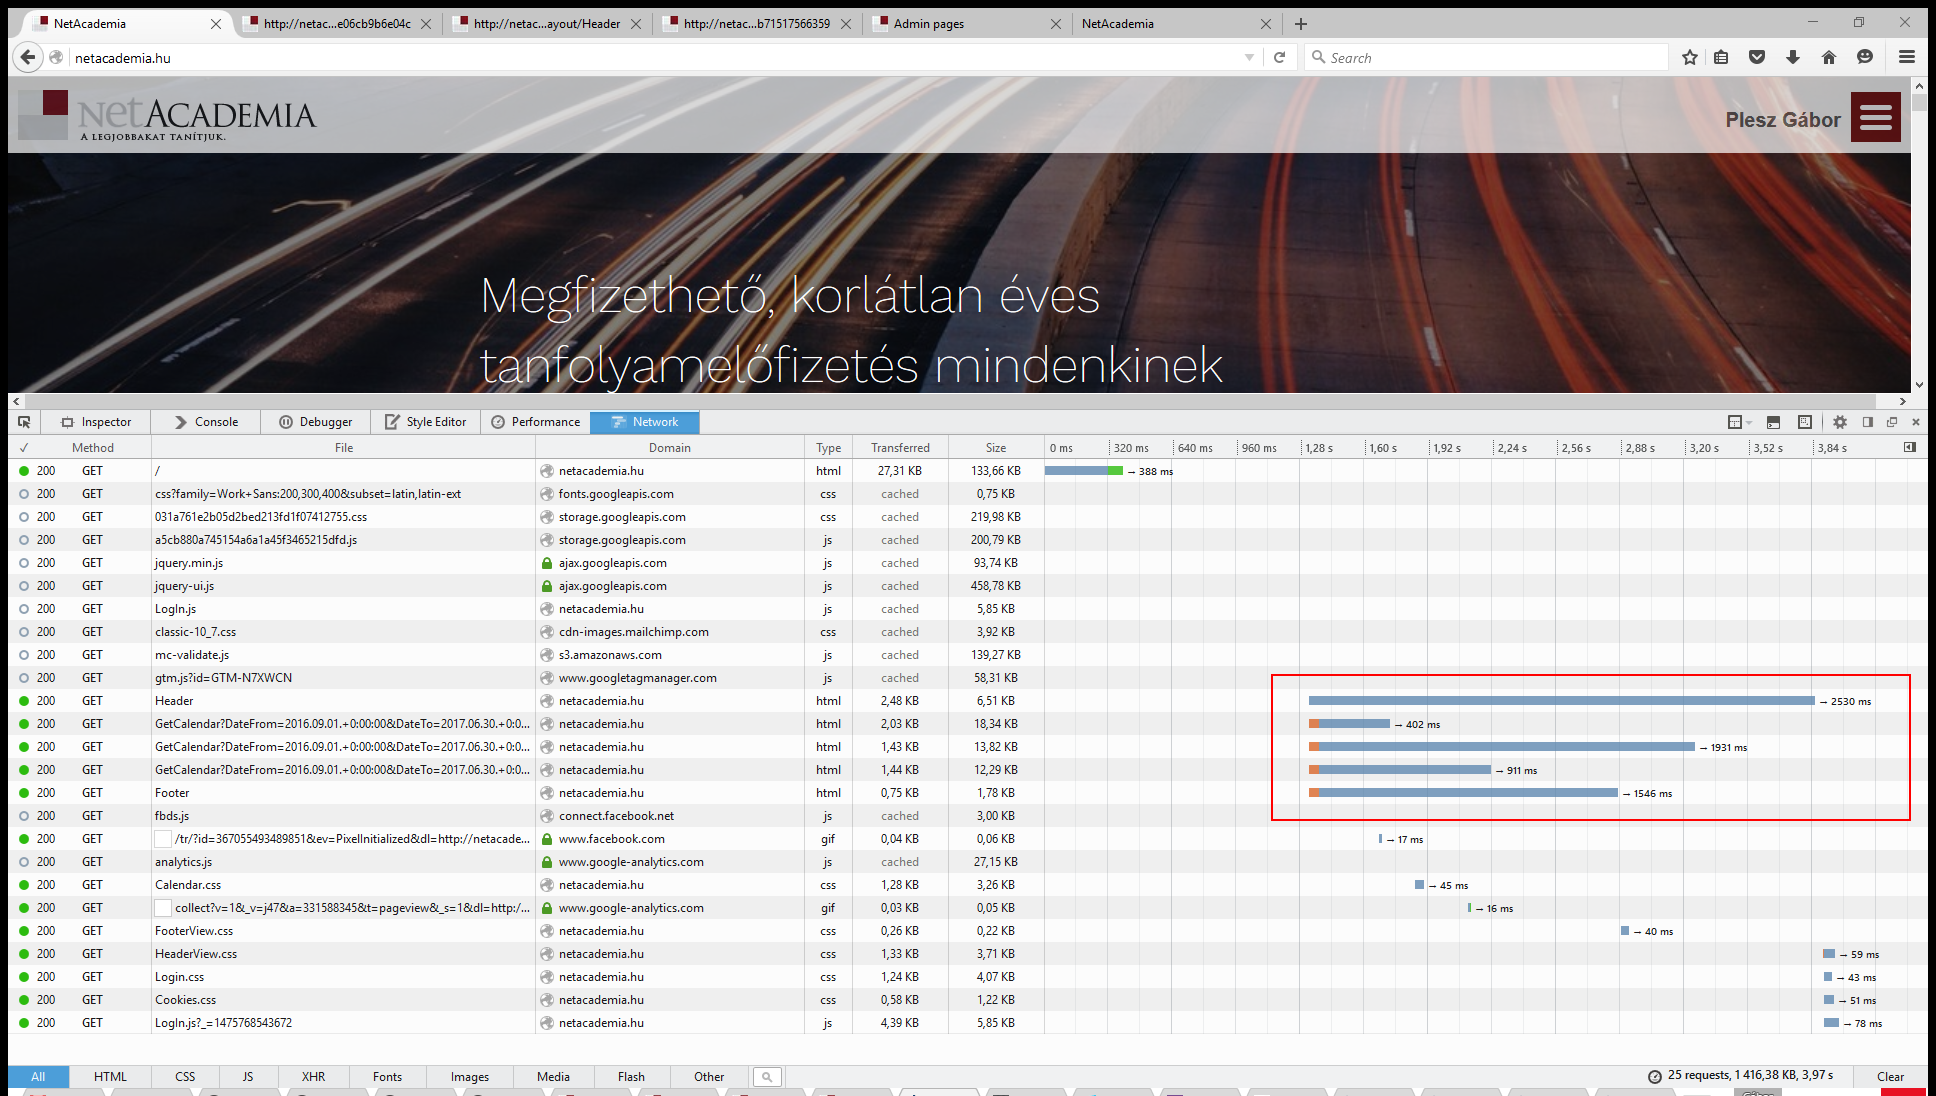 NetAcademia
http://netac...e06cb9b6e04c
http://netac...ayout/Header
http://netac...b71517566359
Admin pages
NetAcademia
netacademia.hu
Search
netACADEMIA
A LEGJOBBAKAT TANÍTJUK.
Plesz Gábor
Megfizethető, korlátlan éves
tanfolyamelőfizetés mindenkinek
Inspector Console Debugger Style Editor Performance Network
✓ Method File Domain Type Transferred Size 0 ms 320 ms 640 ms 960 ms 1,28 s 1,60 s 1,92 s 2,24 s 2,56 s 2,88 s 3,20 s 3,52 s 3,84 s
200 GET / netacademia.hu html 27,31 KB 133,66 KB → 388 ms
200 GET css?family=Work+Sans:200,300,400&subset=latin,latin-ext fonts.googleapis.com css cached 0,75 KB
200 GET 031a761e2b05d2bed213fd1f07412755.css storage.googleapis.com css cached 219,98 KB
200 GET a5cb880a745154a6a1a45f3465215dfd.js storage.googleapis.com js cached 200,79 KB
200 GET jquery.min.js ajax.googleapis.com js cached 93,74 KB
200 GET jquery-ui.js ajax.googleapis.com js cached 458,78 KB
200 GET LogIn.js netacademia.hu js cached 5,85 KB
200 GET classic-10_7.css cdn-images.mailchimp.com css cached 3,92 KB
200 GET mc-validate.js s3.amazonaws.com js cached 139,27 KB
200 GET gtm.js?id=GTM-N7XWCN www.googletagmanager.com js cached 58,31 KB
200 GET Header netacademia.hu html 2,48 KB 6,51 KB → 2530 ms
200 GET GetCalendar?DateFrom=2016.09.01.+0:00:00&DateTo=2017.06.30.+0:0... netacademia.hu html 2,03 KB 18,34 KB → 402 ms
200 GET GetCalendar?DateFrom=2016.09.01.+0:00:00&DateTo=2017.06.30.+0:0... netacademia.hu html 1,43 KB 13,82 KB → 1931 ms
200 GET GetCalendar?DateFrom=2016.09.01.+0:00:00&DateTo=2017.06.30.+0:0... netacademia.hu html 1,44 KB 12,29 KB → 911 ms
200 GET Footer netacademia.hu html 0,75 KB 1,78 KB → 1546 ms
200 GET fbds.js connect.facebook.net js cached 3,00 KB
200 GET /tr/?id=367055493489851&ev=PixelInitialized&dl=http://netacade... www.facebook.com gif 0,04 KB 0,06 KB → 17 ms
200 GET analytics.js www.google-analytics.com js cached 27,15 KB
200 GET Calendar.css netacademia.hu css 1,28 KB 3,26 KB → 45 ms
200 GET collect?v=1&_v=j47&a=331588345&t=pageview&_s=1&dl=http:/... www.google-analytics.com gif 0,03 KB 0,05 KB → 16 ms
200 GET FooterView.css netacademia.hu css 0,26 KB 0,22 KB → 40 ms
200 GET HeaderView.css netacademia.hu css 1,33 KB 3,71 KB → 59 ms
200 GET Login.css netacademia.hu css 1,24 KB 4,07 KB → 43 ms
200 GET Cookies.css netacademia.hu css 0,58 KB 1,22 KB → 51 ms
200 GET LogIn.js?_=1475768543672 netacademia.hu js 4,39 KB 5,85 KB → 78 ms
All HTML CSS JS XHR Fonts Images Media Flash Other 25 requests, 1 416,38 KB, 3,97 s Clear